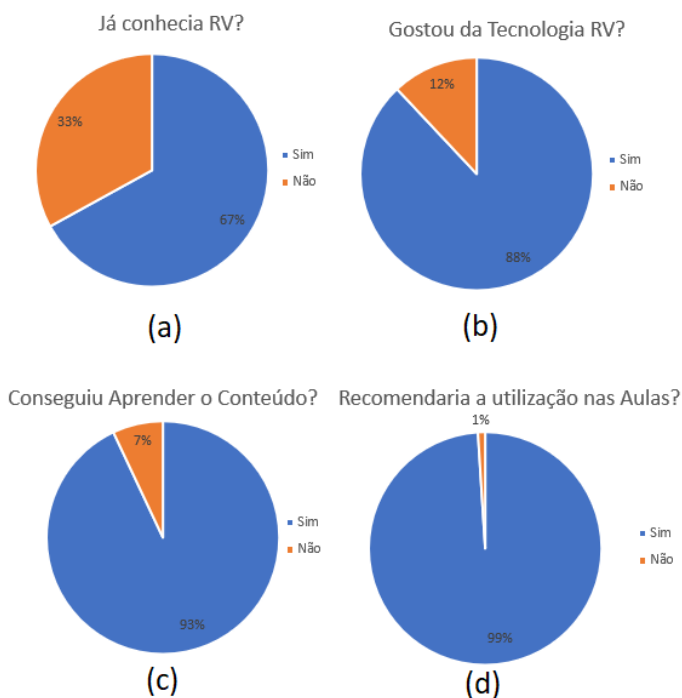 Já conhecia RV?
33%
67%
Sim
Não
(a)
Gostou da Tecnologia RV?
12%
88%
Sim
Não
(b)
Conseguiu Aprender o Conteúdo?
7%
93%
Sim
Não
(c)
Recomendaria a utilização nas Aulas?
1%
99%
Sim
Não
(d)